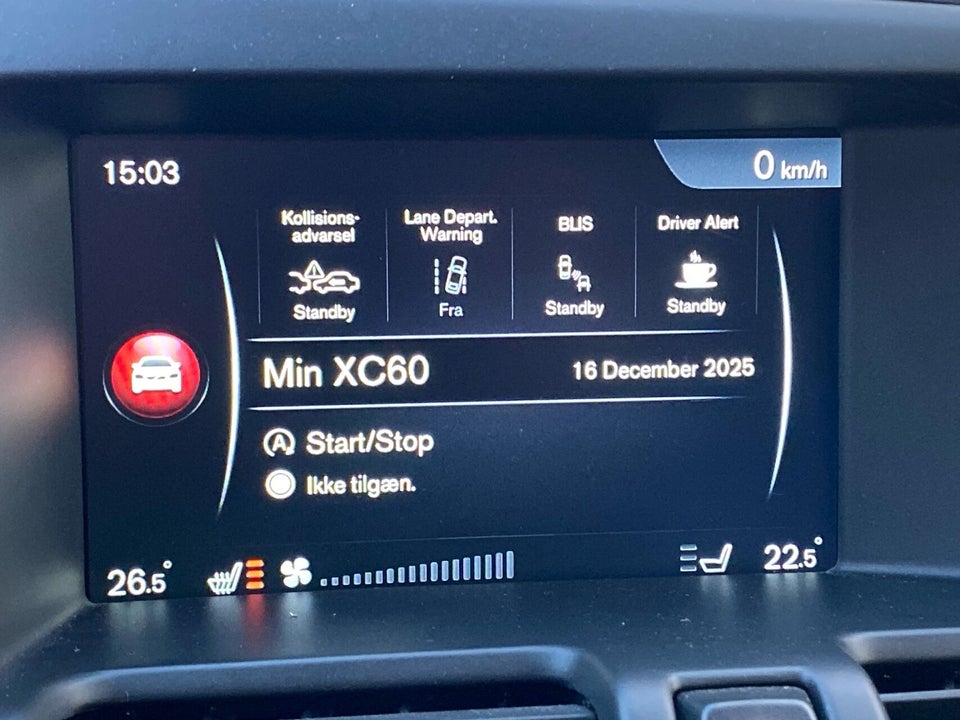 15:03
0 km/h
Kollisions-
advarsel
Standby
Lane Depart.
Warning
Fra
BLIS
Standby
Driver Alert
Standby
Min XC60
16 December 2025
A Start/Stop
Ikke tilgæn.
26.5°
22.5°